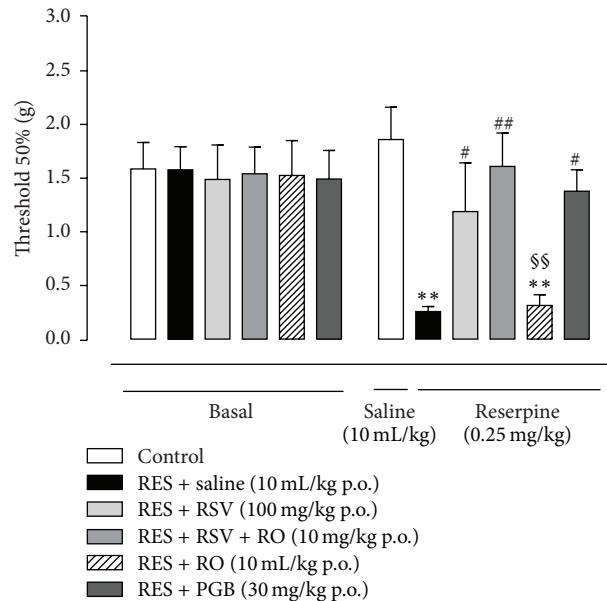 Threshold 50% (g)
3.0
2.5
2.0
1.5
1.0
0.5
0.0
**
#
##
§§
**
#
Basal
Saline
(10 mL/kg)
Reserpine
(0.25 mg/kg)
Control
RES + saline (10 mL/kg p.o.)
RES + RSV (100 mg/kg p.o.)
RES + RSV + RO (10 mg/kg p.o.)
RES + RO (10 mL/kg p.o.)
RES + PGB (30 mg/kg p.o.)